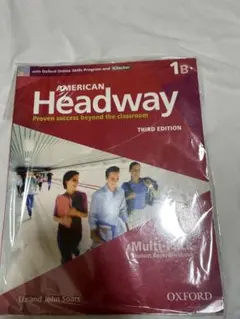 with Oxford Online Skills Program and iChecker
1B
AMERICAN
Headway
Proven success beyond the classroom
THIRD EDITION
Multi-Pack
Liz and John Soars
OXFORD